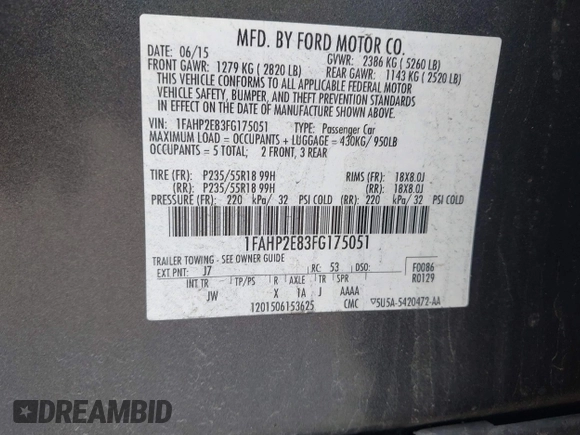 MFD. BY FORD MOTOR CO.
DATE: 06/15 GVWR: 2386 KG ( 5260 LB)
FRONT GAWR: 1279 KG ( 2820 LB) REAR GAWR: 1143 KG ( 2520 LB)
THIS VEHICLE CONFORMS TO ALL APPLICABLE FEDERAL MOTOR
VEHICLE SAFETY, BUMPER, AND THEFT PREVENTION STANDARDS
IN EFFECT ON THE DATE OF MANUFACTURE SHOWN ABOVE.
VIN: 1FAHP2E83FG175051 TYPE: Passenger Car
MAXIMUM LOAD = OCCUPANTS + LUGGAGE = 430KG/ 950LB
OCCUPANTS = 5 TOTAL; 2 FRONT, 3 REAR
TIRE (FR): P235/55R18 99H RIMS (FR): 18X8.0J
(RR): P235/55R18 99H (RR): 18X8.0J
PRESSURE (FR): 220 kPa/ 32 PSI COLD (RR): 220 kPa/ 32 PSI COLD
1FAHP2E83FG175051
TRAILER TOWING - SEE OWNER GUIDE
EXT PNT: J7 RC: 53 DSO: F0086
INT TR TP/PS R AXLE TR SPR R0129
JW X 1A J AAAA
1201506153625 CMC 5U5A-5420472-AA
DREAMBID